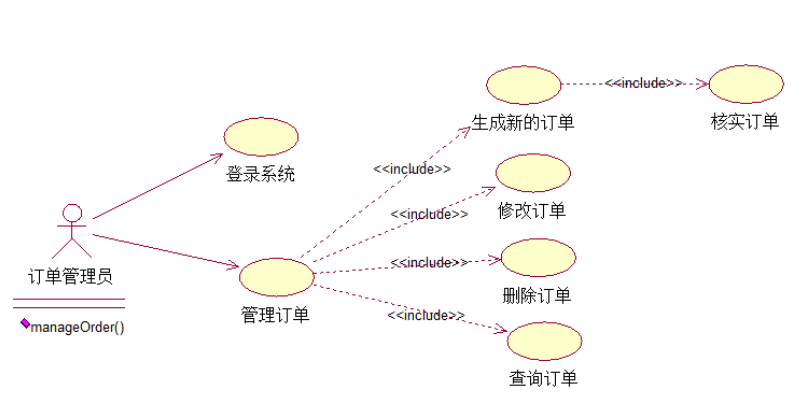 <<include>>
生成新的订单
核实订单
登录系统
<<include>>
修改订单
<<include>>
订单管理员
<<include>>
删除订单
管理订单
<<include>>
manageOrder()
查询订单